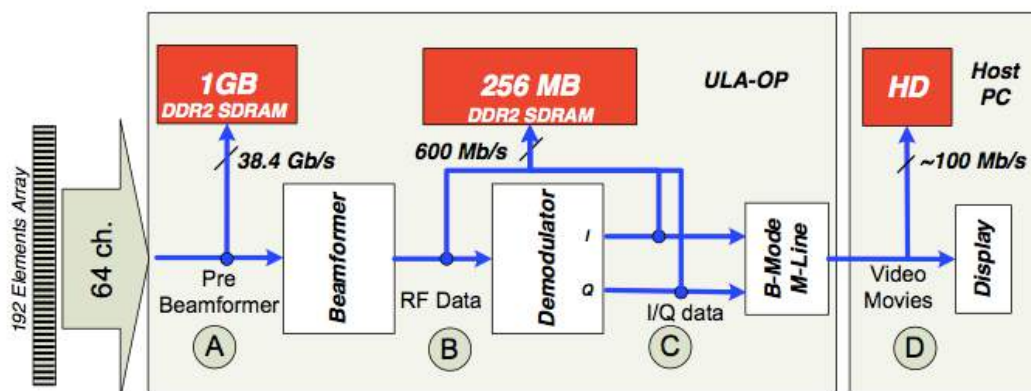 192 Elements Array
64 ch.
1GB
DDR2 SDRAM
38.4 Gb/s
Pre
Beamformer
A
Beamformer
256 MB
DDR2 SDRAM
600 Mb/s
RF Data
B
Demodulator
I
Q
I/Q data
C
ULA-OP
B-Mode
M-Line
Host
PC
HD
~100 Mb/s
Video
Movies
D
Display